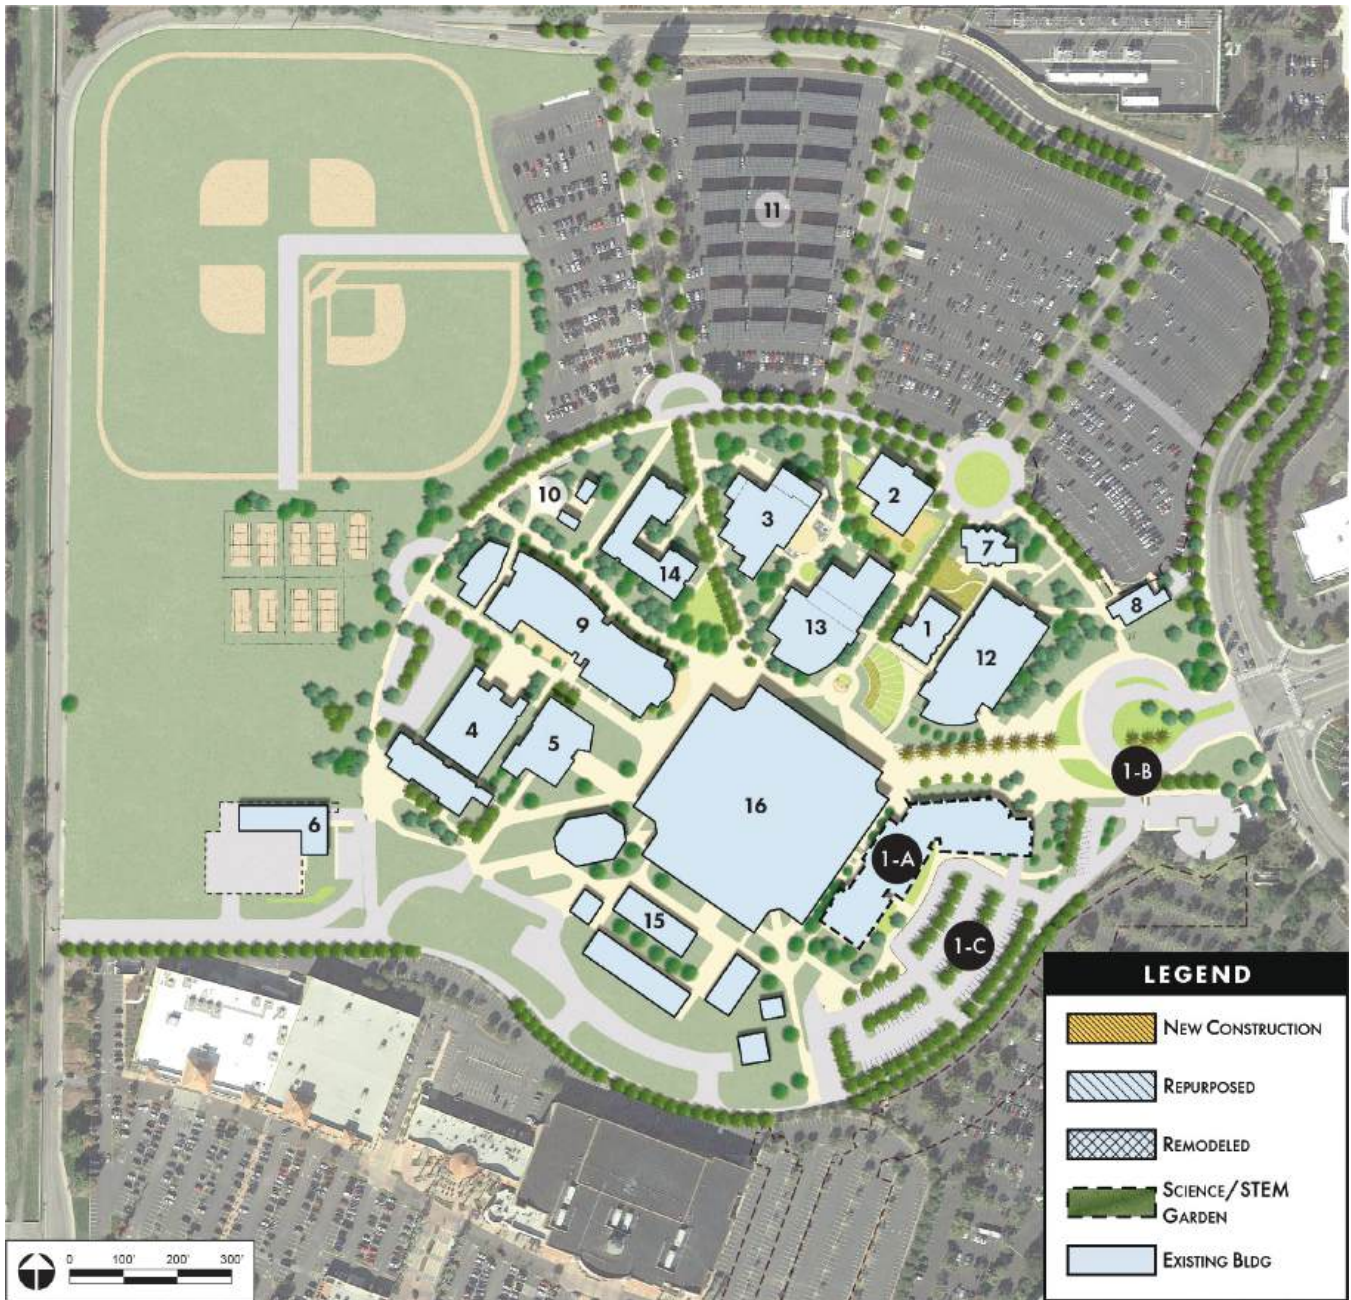 11
2
10
3
14
7
8
9
13
1
12
4
5
1-B
16
6
1-A
15
1-C
LEGEND
NEW CONSTRUCTION
REPURPOSED
REMODELED
SCIENCE/STEM
GARDEN
EXISTING BLDG
0 100' 200' 300'